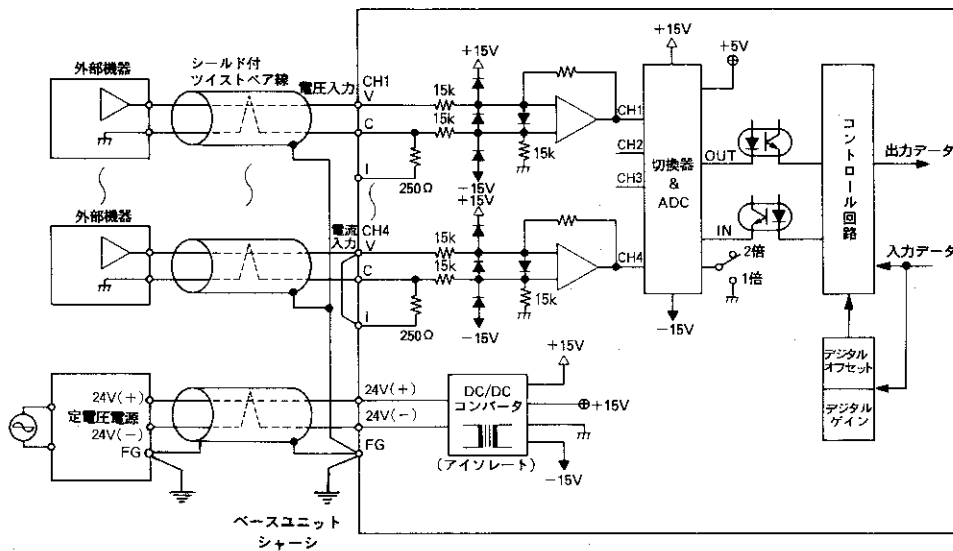 外部機器
シールド付
ツイストペア線
電圧入力
CH1
V
C
I
250Ω
15k
15k
+15V
-15V
15k
CH1
CH2
CH3
CH4
切換器
&
ADC
+15V
+5V
OUT
IN
2倍
1倍
-15V
コントロール回路
出力データ
入力データ
デジタル
オフセット
デジタル
ゲイン
外部機器
電流
入力
CH4
V
C
I
250Ω
15k
15k
+15V
-15V
15k
定電圧電源
24V(+)
24V(-)
FG
24V(+)
24V(-)
FG
24V(+)
24V(-)
DC/DC
コンバータ
(アイソレート)
+15V
+15V
-15V
ベースユニット
シャーシ